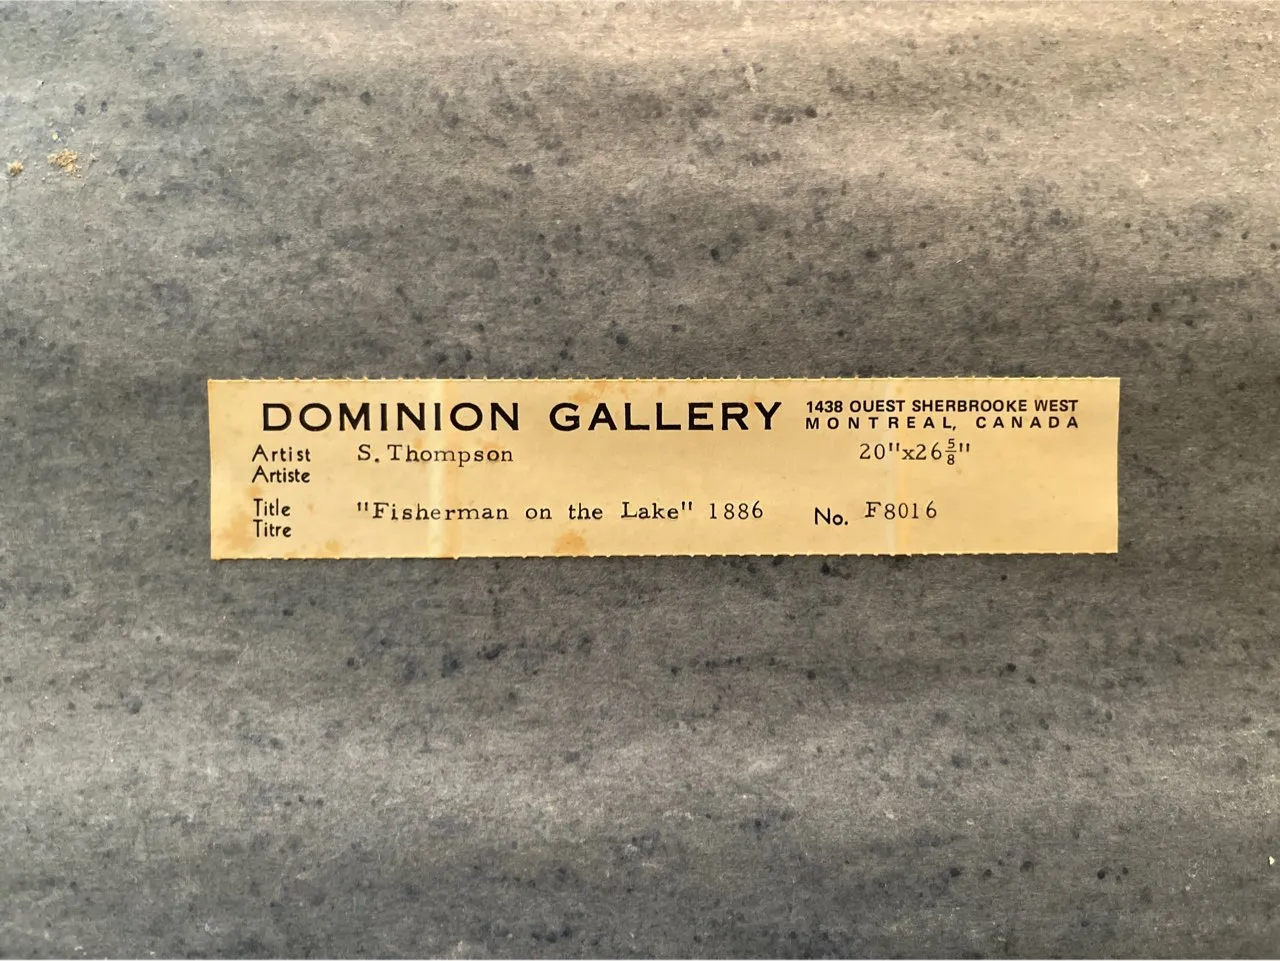 DOMINION GALLERY 1438 OUEST SHERBROOKE WEST
MONTREAL, CANADA
Artist S. Thompson 20"x26⅝"
Artiste
Title "Fisherman on the Lake" 1886 No. F8016
Titre